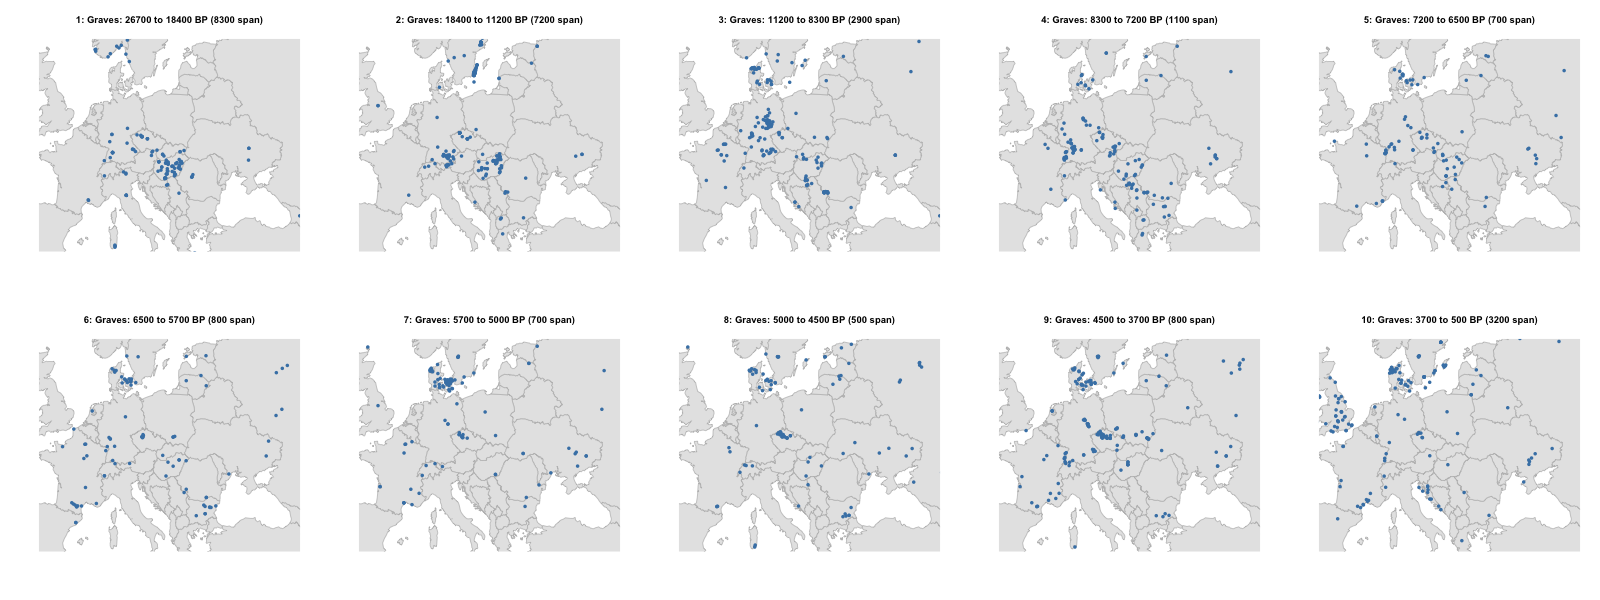 1: Graves: 26700 to 18400 BP (8300 span)
2: Graves: 18400 to 11200 BP (7200 span)
3: Graves: 11200 to 8300 BP (2900 span)
4: Graves: 8300 to 7200 BP (1100 span)
5: Graves: 7200 to 6500 BP (700 span)
6: Graves: 6500 to 5700 BP (800 span)
7: Graves: 5700 to 5000 BP (700 span)
8: Graves: 5000 to 4500 BP (500 span)
9: Graves: 4500 to 3700 BP (800 span)
10: Graves: 3700 to 500 BP (3200 span)